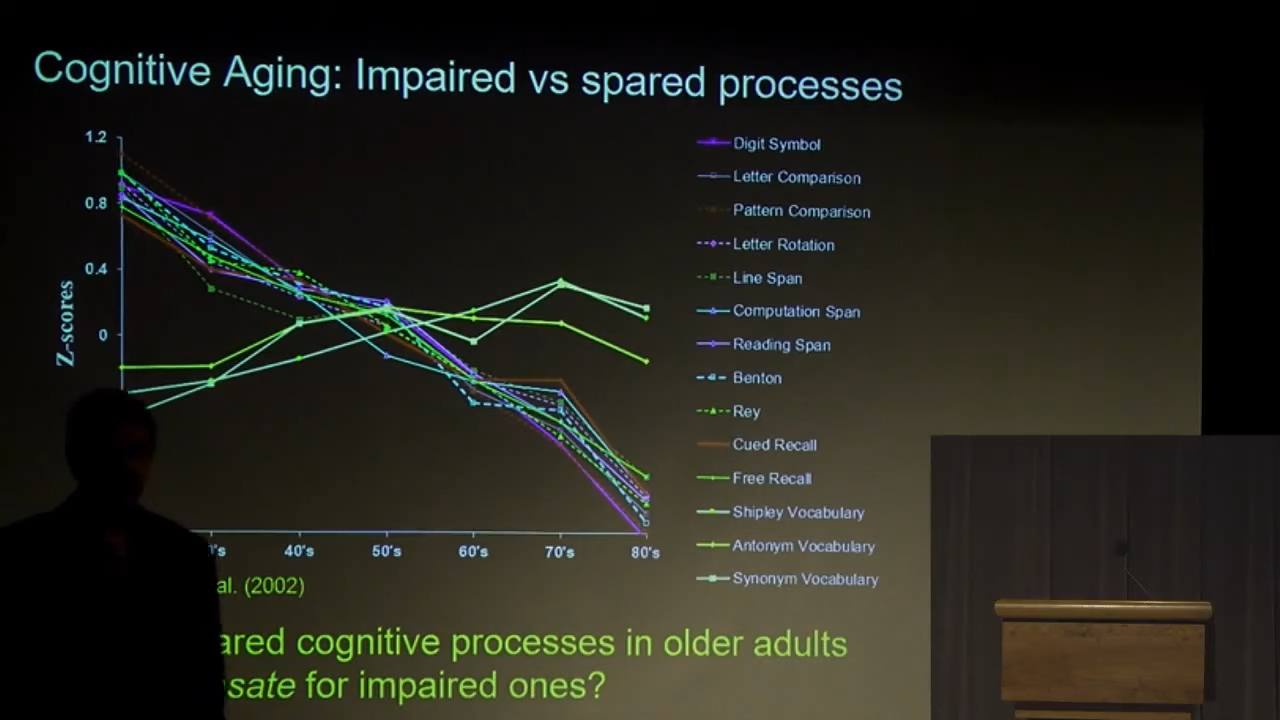 Cognitive Aging: Impaired vs spared processes
1.2
0.8
0.4
0
Z-scores
40's
50's
60's
70's
80's
Digit Symbol
Letter Comparison
Pattern Comparison
Letter Rotation
Line Span
Computation Span
Reading Span
Benton
Rey
Cued Recall
Free Recall
Shipley Vocabulary
Antonym Vocabulary
Synonym Vocabulary
al. (2002)
cognitive processes in older adults
for impaired ones?